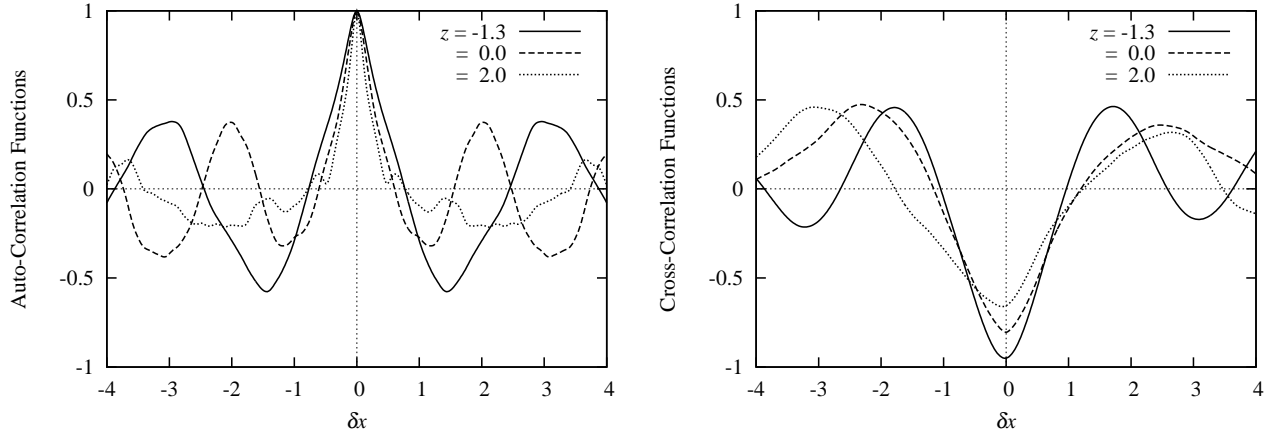 Auto-Correlation Functions
1
0.5
0
-0.5
-1
-4 -3 -2 -1 0 1 2 3 4
δx
z = -1.3
= 0.0
= 2.0
Cross-Correlation Functions
1
0.5
0
-0.5
-1
-4 -3 -2 -1 0 1 2 3 4
δx
z = -1.3
= 0.0
= 2.0